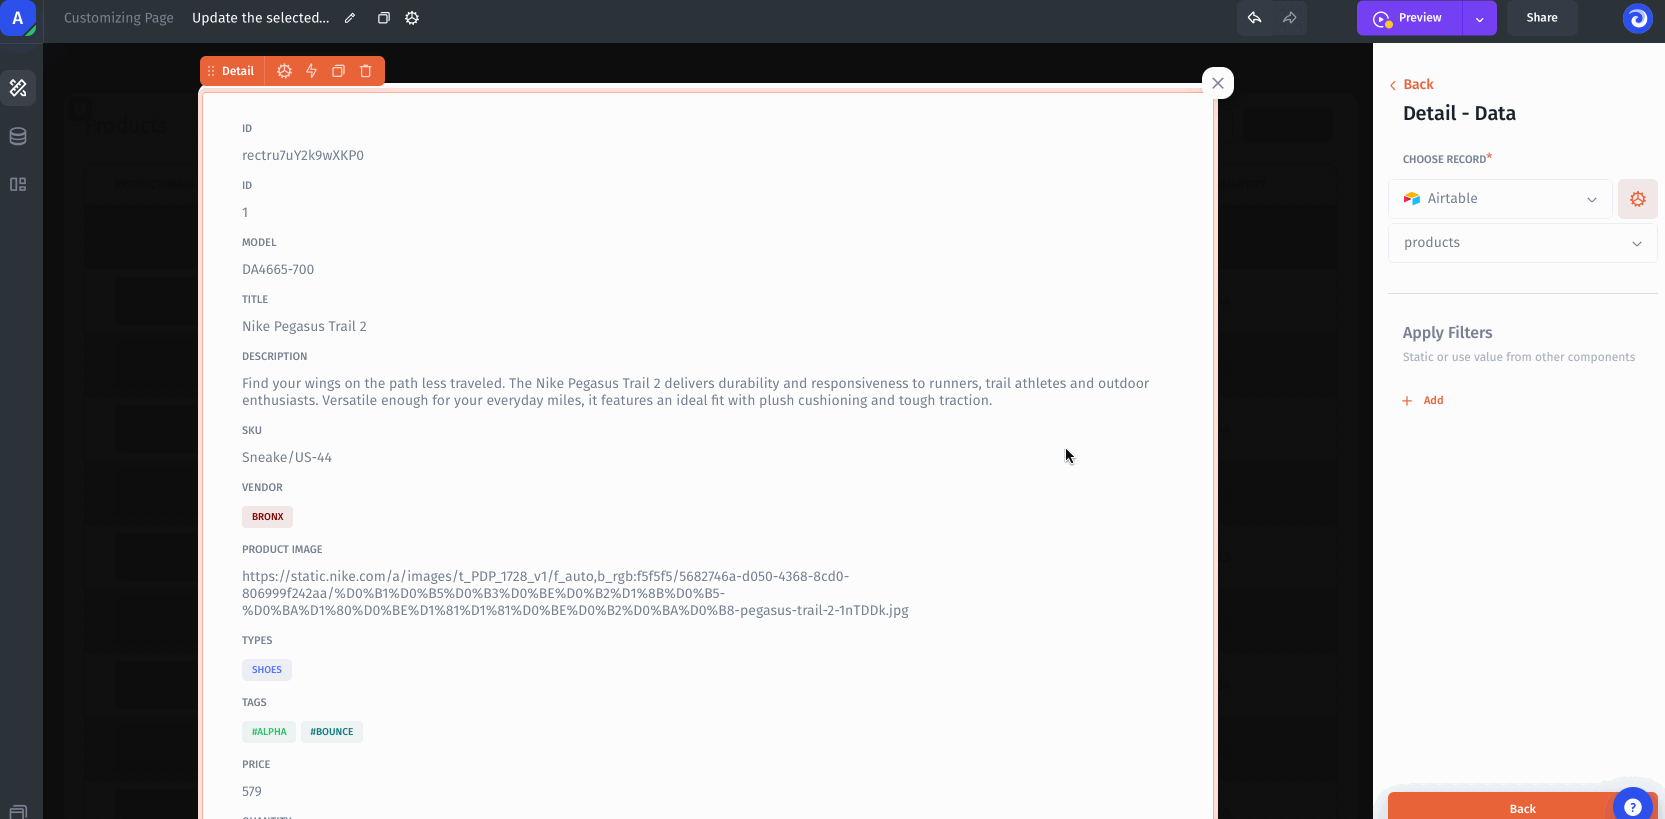 A
Customizing Page
Update the selected...
Preview
Share
Detail
Products
ID
rectru7uY2k9wXKP0
ID
1
MODEL
DA4665-700
TITLE
Nike Pegasus Trail 2
DESCRIPTION
Find your wings on the path less traveled. The Nike Pegasus Trail 2 delivers durability and responsiveness to runners, trail athletes and outdoor
enthusiasts. Versatile enough for your everyday miles, it features an ideal fit with plush cushioning and tough traction.
SKU
Sneake/US-44
VENDOR
BRONX
PRODUCT IMAGE
https://static.nike.com/a/images/t_PDP_1728_v1/f_auto,b_rgb:f5f5f5/5682746a-d050-4368-8cd0-
806999f242aa/%D0%B1%D0%B5%D0%B3%D0%BE%D0%B2%D1%8B%D0%B5-
%D0%BA%D1%80%D0%BE%D1%81%D1%81%D0%BE%D0%B2%D0%BA%D0%B8-pegasus-trail-2-1nTDDk.jpg
TYPES
SHOES
TAGS
#ALPHA #BOUNCE
PRICE
579
QUANTITY
Back
Detail - Data
CHOOSE RECORD*
Airtable
products
Apply Filters
Static or use value from other components
+ Add
Back
?